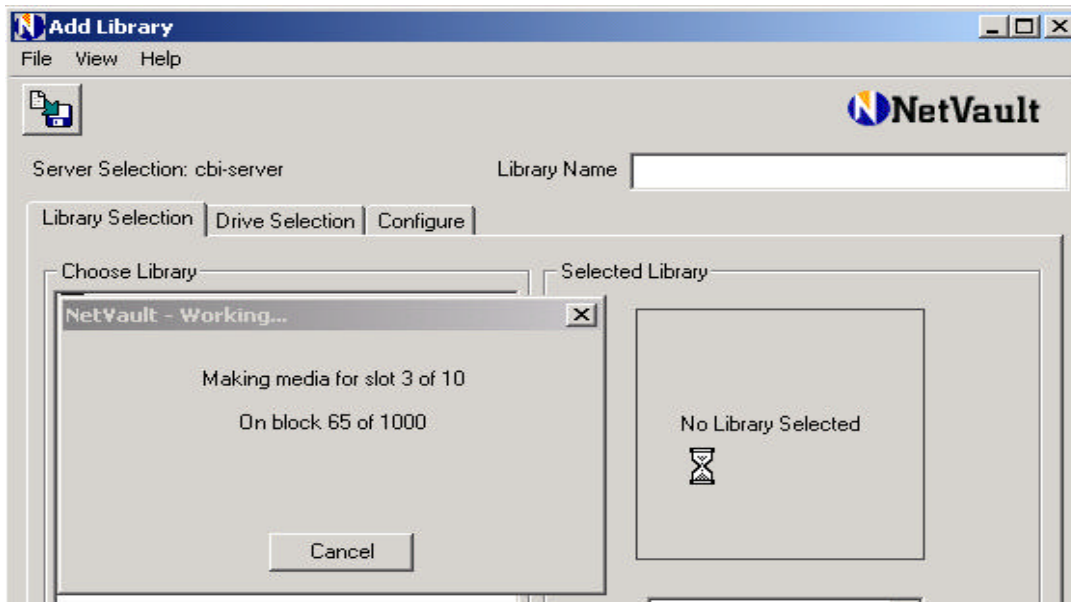 Add Library
File View Help
NetVault
Server Selection: cbi-server Library Name
Library Selection Drive Selection Configure
Choose Library Selected Library
NetVault - Working...
Making media for slot 3 of 10
On block 65 of 1000
No Library Selected
Cancel